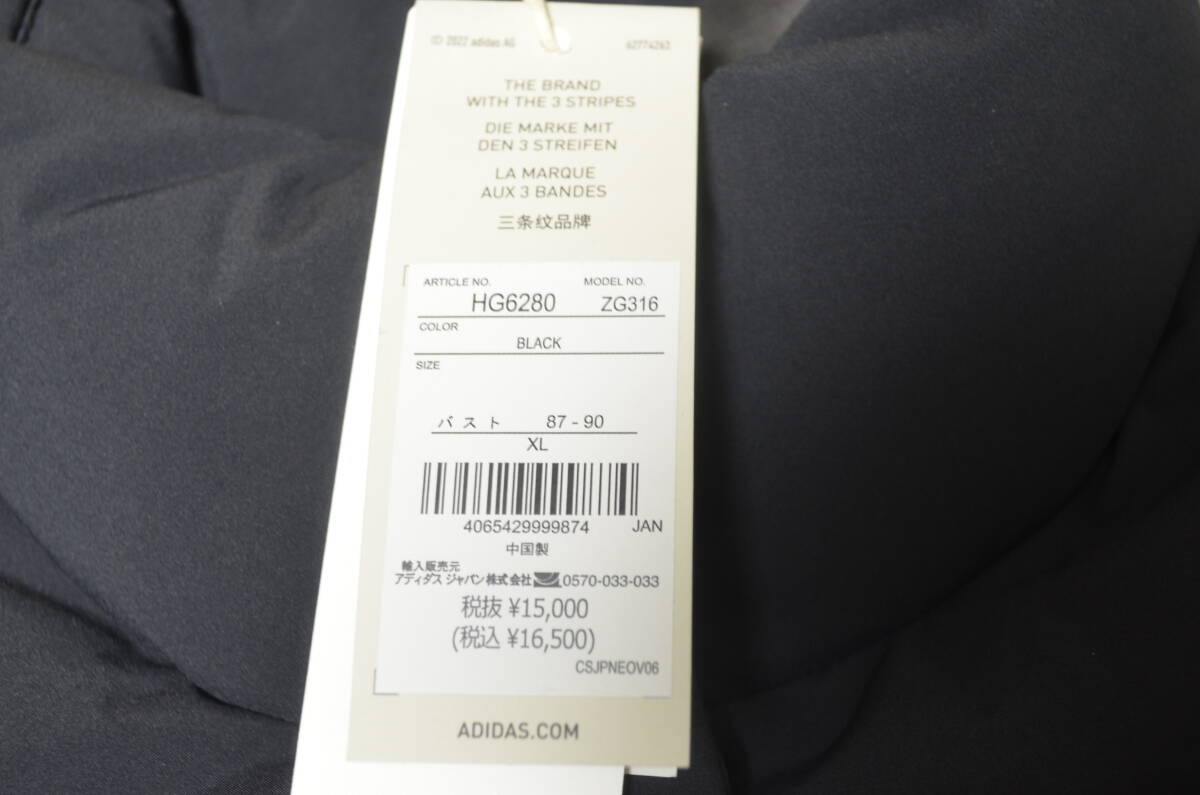 © 2022 adidas AG 62774263
THE BRAND
WITH THE 3 STRIPES
DIE MARKE MIT
DEN 3 STREIFEN
LA MARQUE
AUX 3 BANDES
三条纹品牌
ARTICLE NO. MODEL NO.
HG6280 ZG316
COLOR
BLACK
SIZE
バスト 87 - 90
XL
4065429999874 JAN
中国製
輸入販売元
アディダス ジャパン株式会社 0570-033-033
税抜 ¥15,000
(税込 ¥16,500)
CSJPNEOV06
ADIDAS.COM